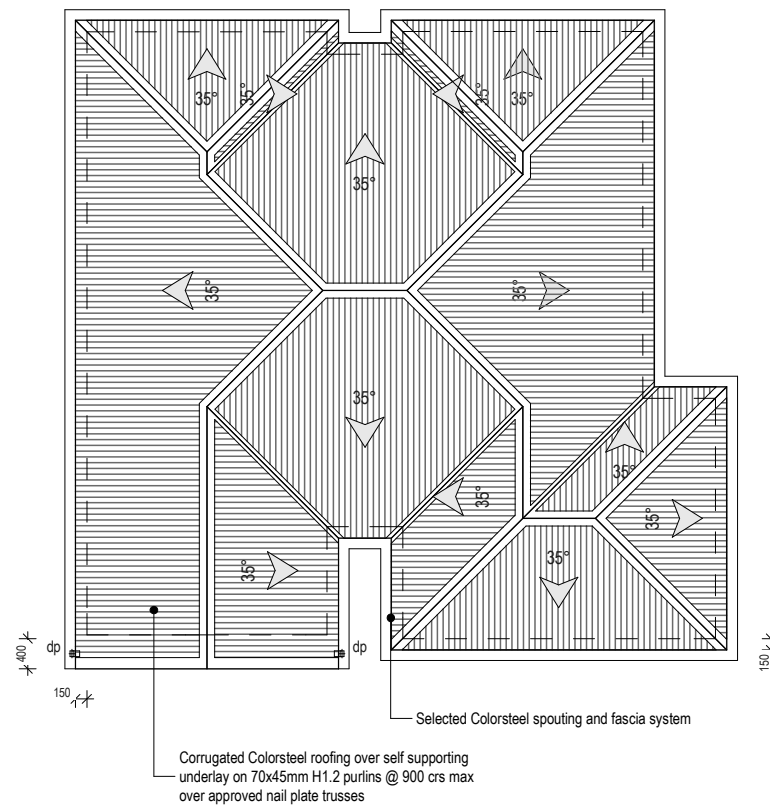 35°
35°
35°
35°
35°
35°
35°
35°
35°
35°
35°
35°
35°
400
dp
dp
150
150
Selected Colorsteel spouting and fascia system
Corrugated Colorsteel roofing over self supporting
underlay on 70x45mm H1.2 purlins @ 900 crs max
over approved nail plate trusses